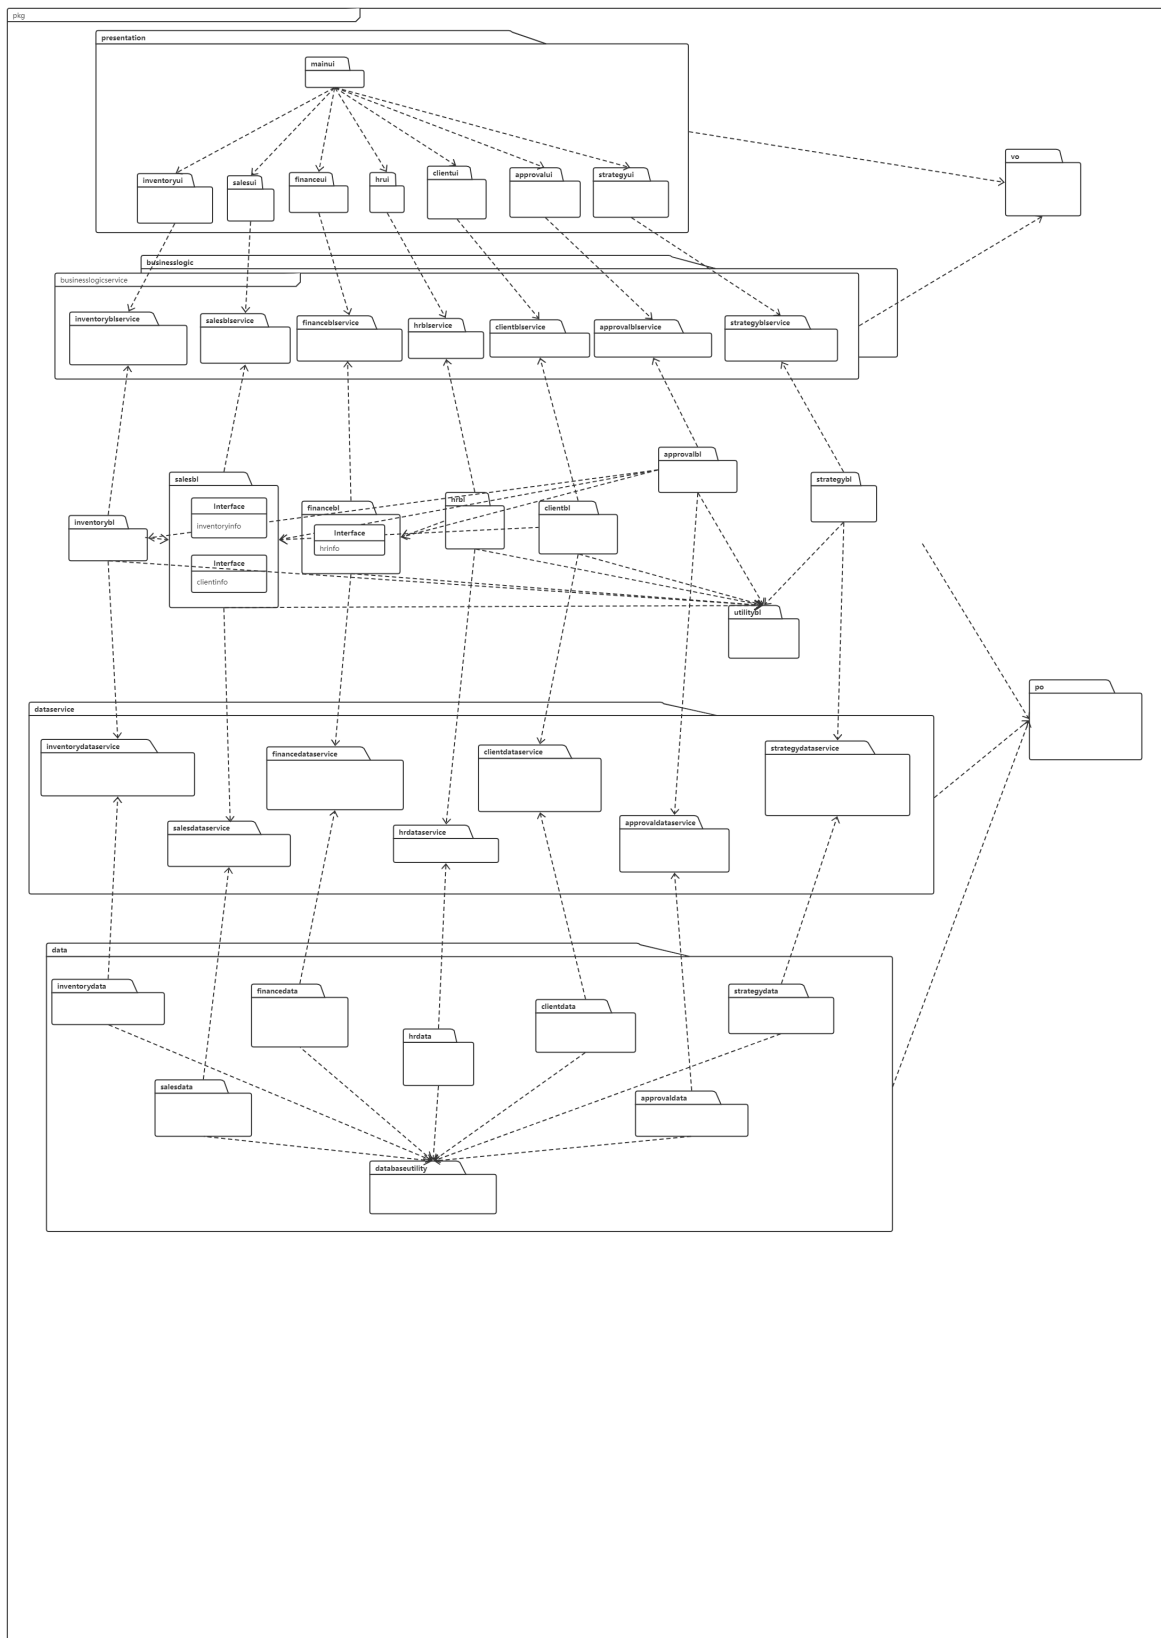 pkg
presentation
mainui
vo
inventoryui
salesui
financeui
hrui
clientui
approvalui
strategyui
businesslogic
businesslogicservice
inventoryblservice
salesblservice
financeblservice
hrblservice
clientblservice
approvalblservice
strategyblservice
approvalbl
salesbl
strategybl
Interface
inventoryinfo
financebl
hrbl
clientbl
inventorybl
Interface
hrinfo
Interface
clientinfo
utilitybl
po
dataservice
inventorydataservice
financedataservice
clientdataservice
strategydataservice
salesdataservice
hrdataservice
approvaldataservice
data
inventorydata
financedata
strategydata
clientdata
hrdata
salesdata
approvaldata
databaseutility